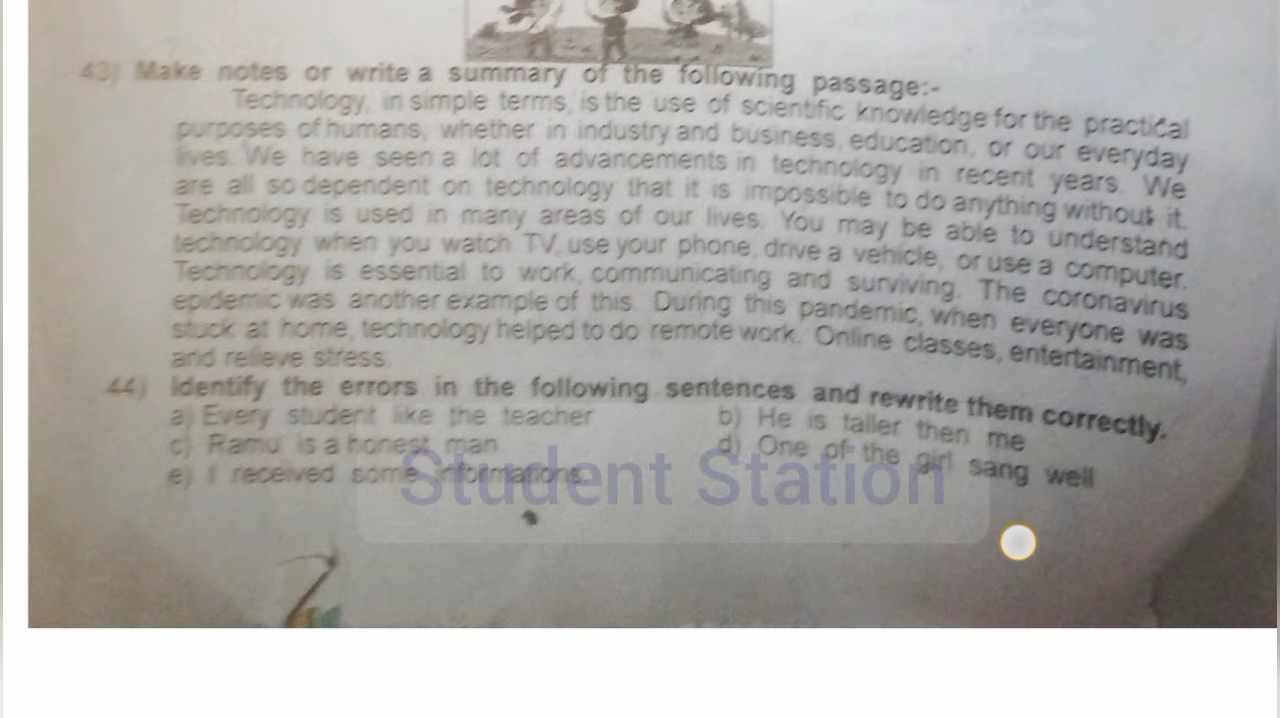 43) Make notes or write a summary of the following passage:-
Technology, in simple terms, is the use of scientific knowledge for the practical
purposes of humans, whether in industry and business, education, or our everyday
lives. We have seen a lot of advancements in technology in recent years. We
are all so dependent on technology that it is impossible to do anything without it.
Technology is used in many areas of our lives. You may be able to understand
technology when you watch TV, use your phone, drive a vehicle, or use a computer.
Technology is essential to work, communicating and surviving. The coronavirus
epidemic was another example of this. During this pandemic, when everyone was
stuck at home, technology helped to do remote work. Online classes, entertainment,
and relieve stress.
44) Identify the errors in the following sentences and rewrite them correctly.
a) Every student like the teacher
b) He is taller then me
c) Ramu is a honest man
d) One of the girl sang well
e) I received some informations.
Student Station